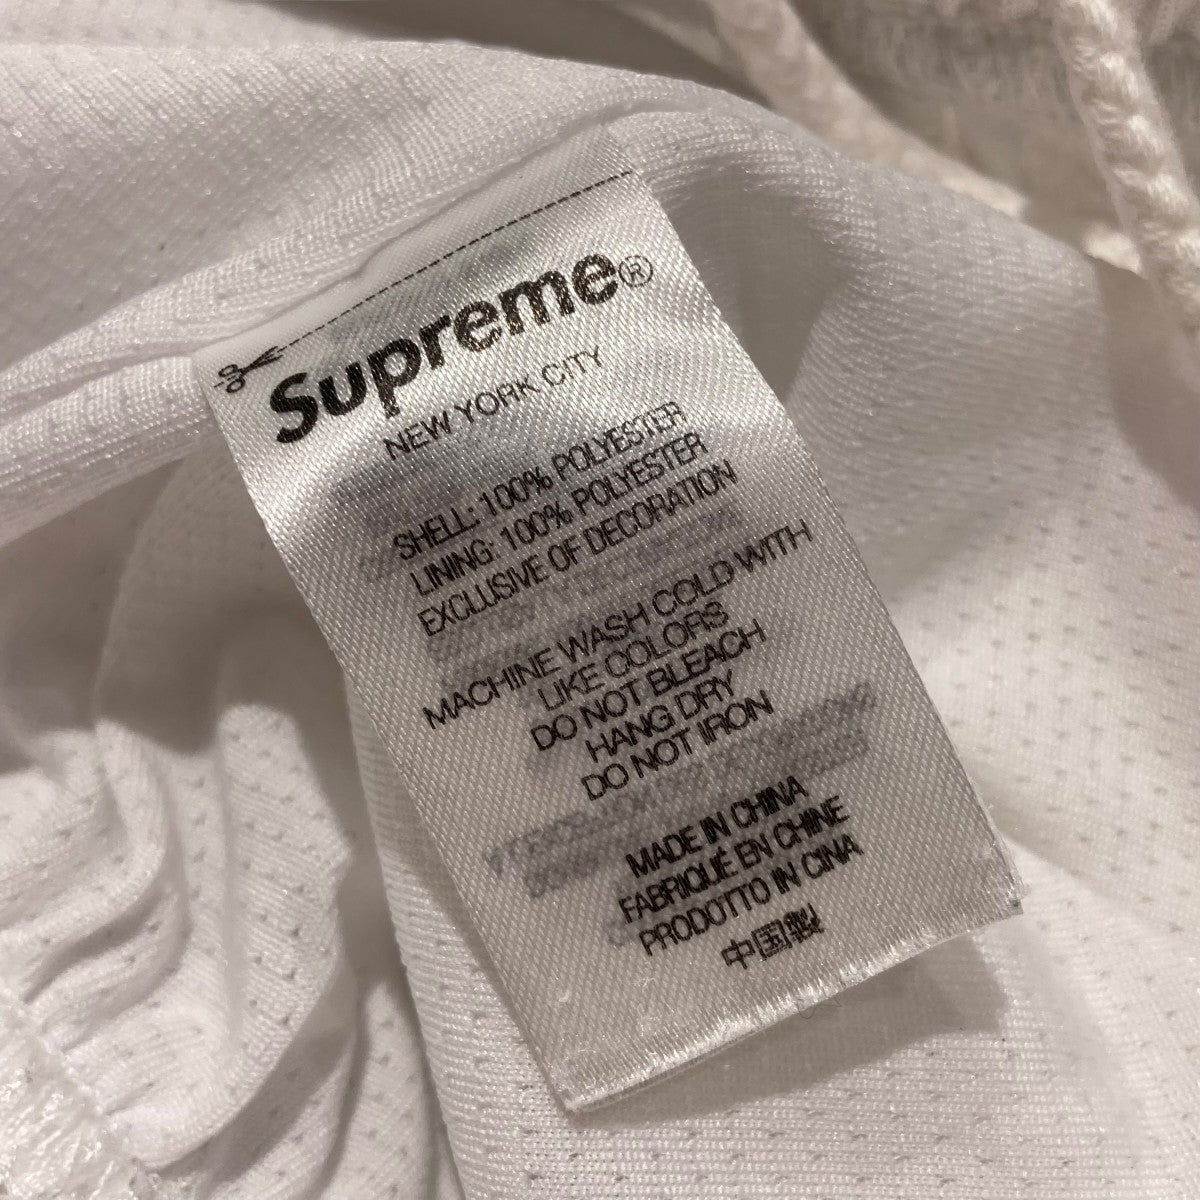 Supreme®
NEW YORK CITY
SHELL: 100% POLYESTER
LINING: 100% POLYESTER
EXCLUSIVE OF DECORATION
MACHINE WASH COLD WITH
LIKE COLORS
DO NOT BLEACH
HANG DRY
DO NOT IRON
MADE IN CHINA
FABRIQUÉ EN CHINE
PRODOTTO IN CINA
中国製